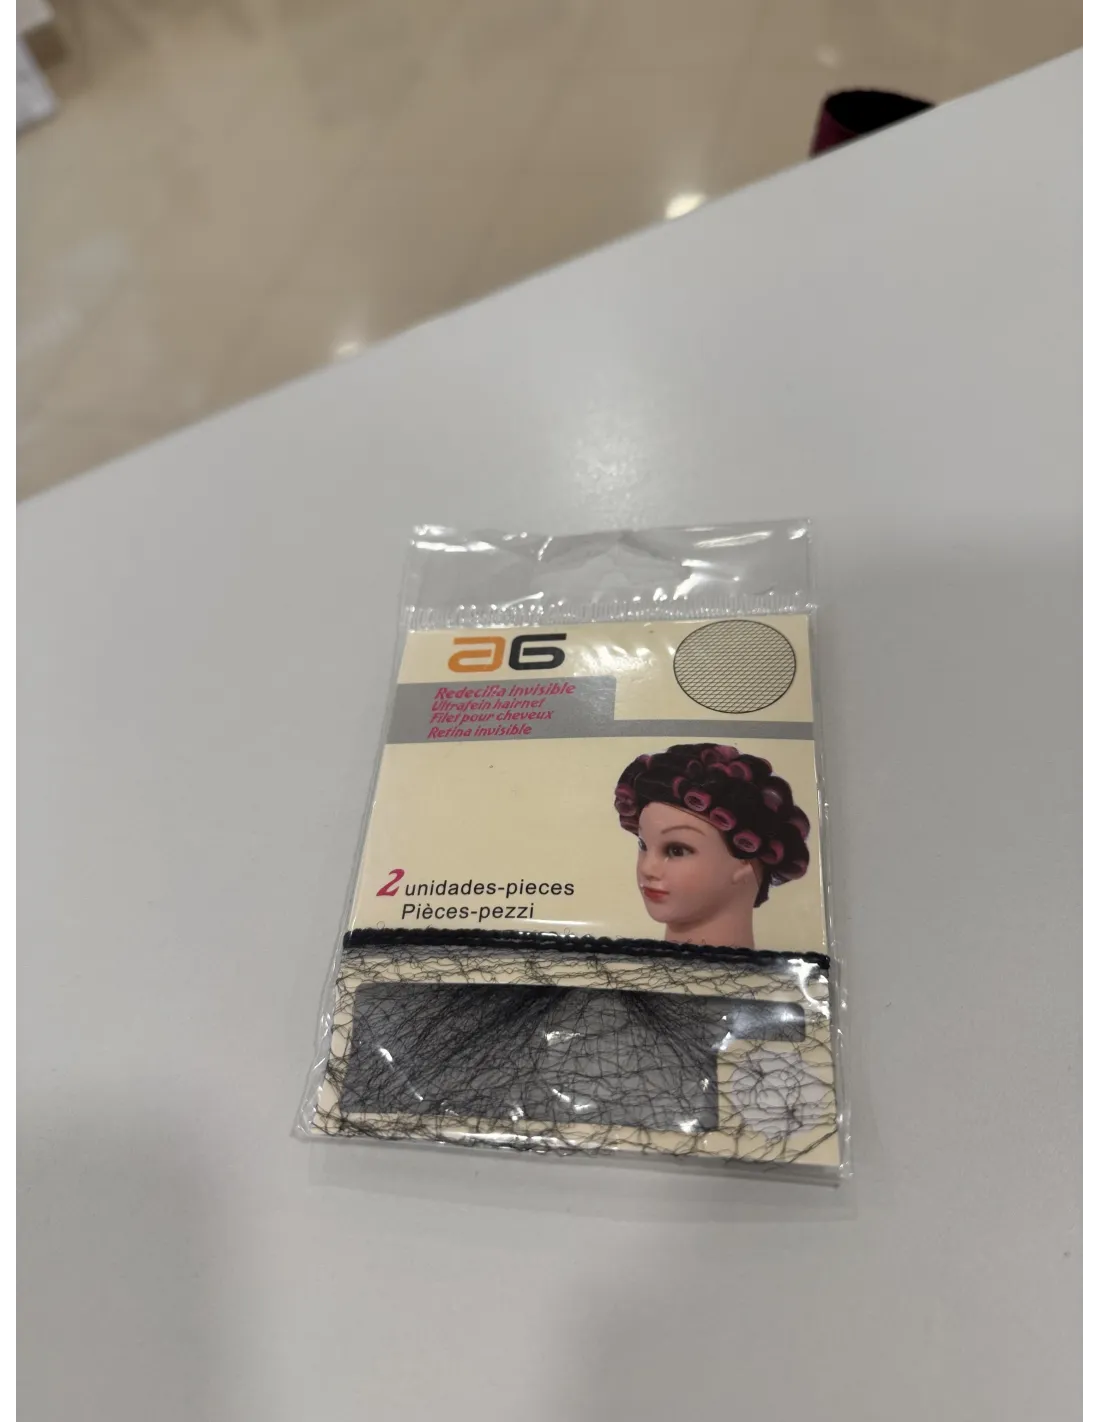 a6
Redecilla invisible
Ultrafein hairnet
Filet pour cheveux
Retina invisible
2 unidades-pieces
Pièces-pezzi